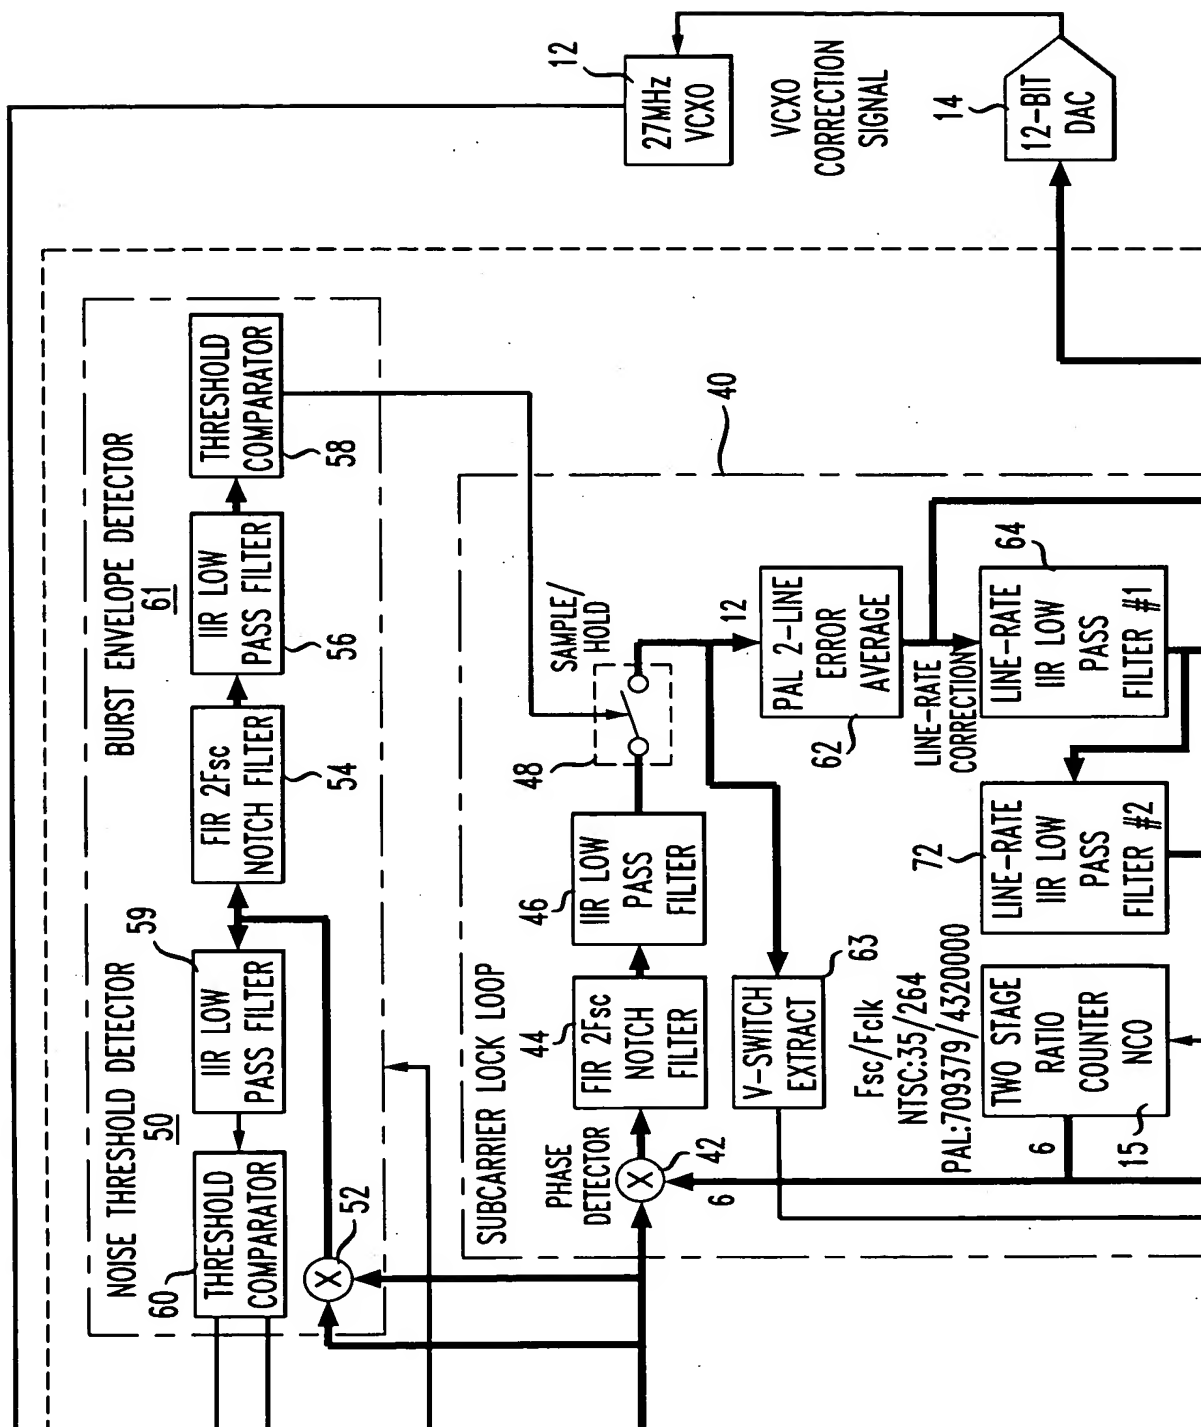 12
27MHz
VCXO
VCXO
CORRECTION
SIGNAL
14
12-BIT
DAC
NOISE THRESHOLD DETECTOR
50
BURST ENVELOPE DETECTOR
61
60
THRESHOLD
COMPARATOR
59
IIR LOW
PASS FILTER
FIR 2Fsc
NOTCH FILTER
54
IIR LOW
PASS FILTER
56
THRESHOLD
COMPARATOR
58
X
52
SUBCARRIER LOCK LOOP
40
PHASE
DETECTOR
X
42
6
44
FIR 2Fsc
NOTCH
FILTER
46
IIR LOW
PASS
FILTER
48
SAMPLE/
HOLD
12
V-SWITCH
EXTRACT
63
PAL 2-LINE
ERROR
AVERAGE
62
LINE-RATE
CORRECTION
Fsc/Fclk
NTSC:35/264
PAL:709379/4320000
TWO STAGE
RATIO
COUNTER
NCO
15
6
72
LINE-RATE
IIR LOW
PASS
FILTER #2
64
LINE-RATE
IIR LOW
PASS
FILTER #1